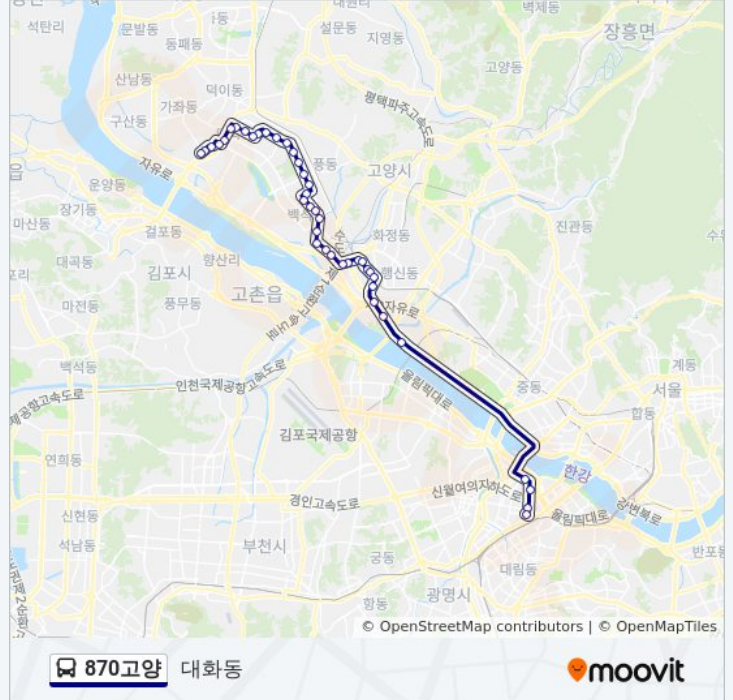 석탄리
문발동
동패동
설문동
지영동
벽제동
장흥면
산남동
덕이동
고양동
평택파주고속도로
구산동
가좌동
자유로
풍동
고양시
운양동
장기동
마산동
걸포동
향산리
화정동
진관동
대곡동
김포시
고촌읍
행신동
마전동
풍무동
자유로
백석동
인천국제공항고속도로
올림픽대로
중동
계동
서울
합동
김포국제공항
연희동
한강
신월여의지하도로
경인고속도로
강변북로
신현동
올림픽대로
석남동
부천시
궁동
대림동
반포동
항동
광명시
© OpenStreetMap contributors | © OpenMapTiles
870고양 대화동
moovit